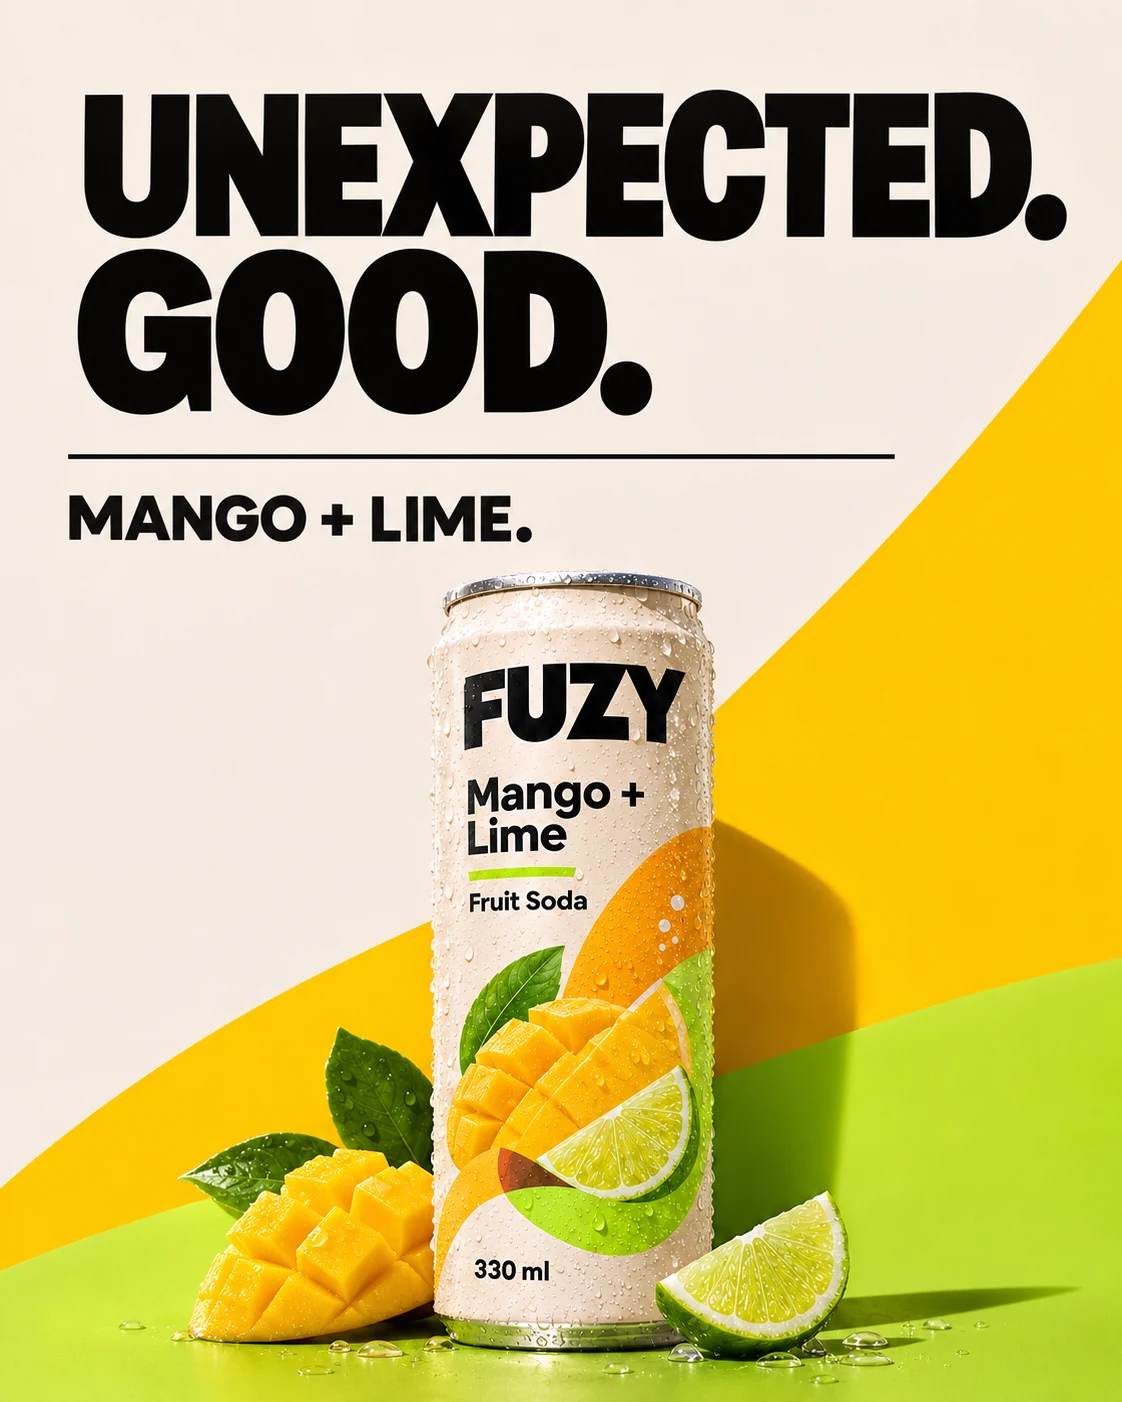 UNEXPECTED.
GOOD.
MANGO + LIME.
FUZY
Mango +
Lime
Fruit Soda
330 ml